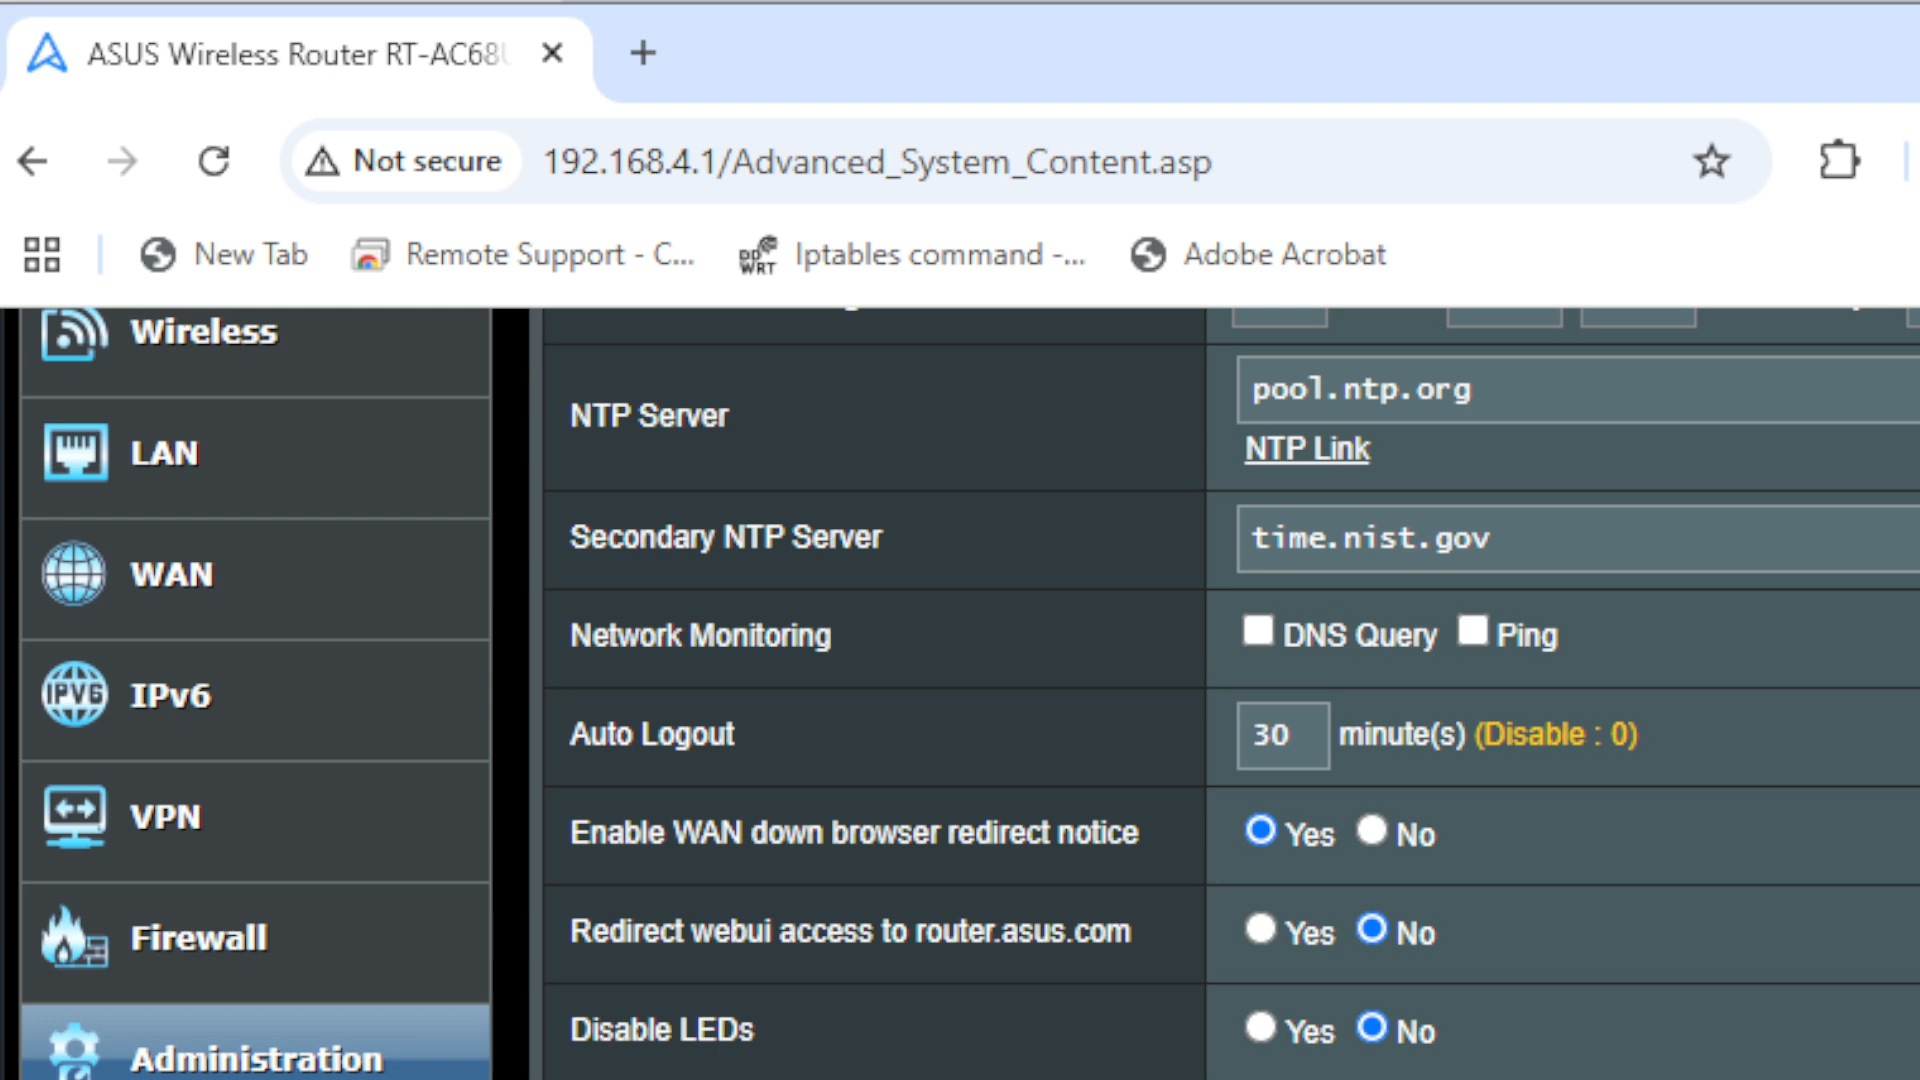 ASUS Wireless Router RT-AC68U
Not secure 192.168.4.1/Advanced_System_Content.asp
New Tab Remote Support - C... Iptables command -... Adobe Acrobat
Wireless
LAN
WAN
IPv6
VPN
Firewall
Administration
NTP Server pool.ntp.org
NTP Link
Secondary NTP Server time.nist.gov
Network Monitoring DNS Query Ping
Auto Logout 30 minute(s) (Disable : 0)
Enable WAN down browser redirect notice Yes No
Redirect webui access to router.asus.com Yes No
Disable LEDs Yes No